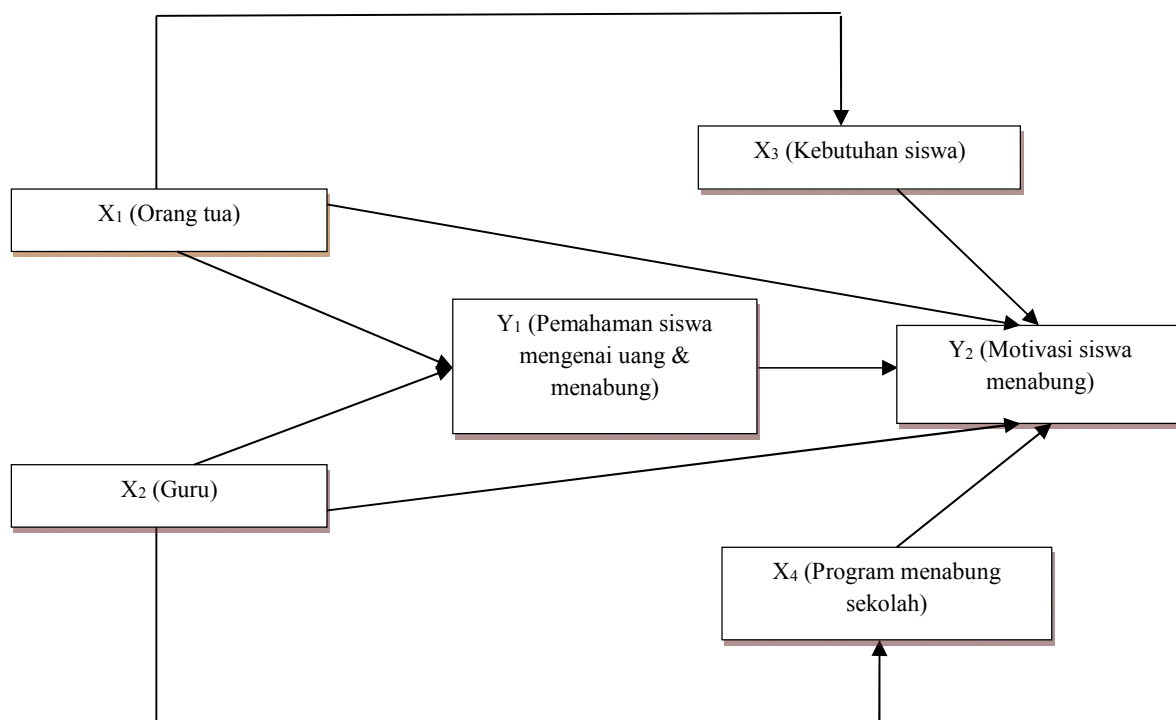 X₃ (Kebutuhan siswa)
X₁ (Orang tua)
Y₁ (Pemahaman siswa
mengenai uang &
menabung)
Y₂ (Motivasi siswa
menabung)
X₂ (Guru)
X₄ (Program menabung
sekolah)